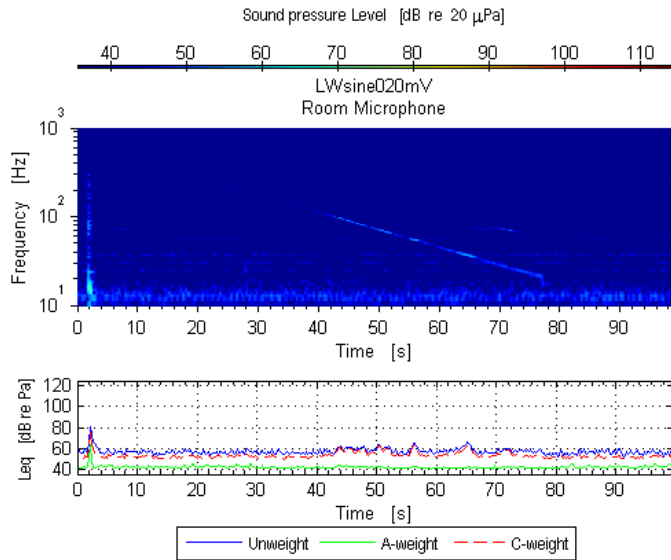 Sound pressure Level [dB re 20 μPa]
40 50 60 70 80 90 100 110
LWsine020mV
Room Microphone
10^3
10^2
10^1
Frequency [Hz]
0 10 20 30 40 50 60 70 80 90
Time [s]
120
100
80
60
40
Leq [dB re Pa]
0 10 20 30 40 50 60 70 80 90
Time [s]
Unweight A-weight C-weight